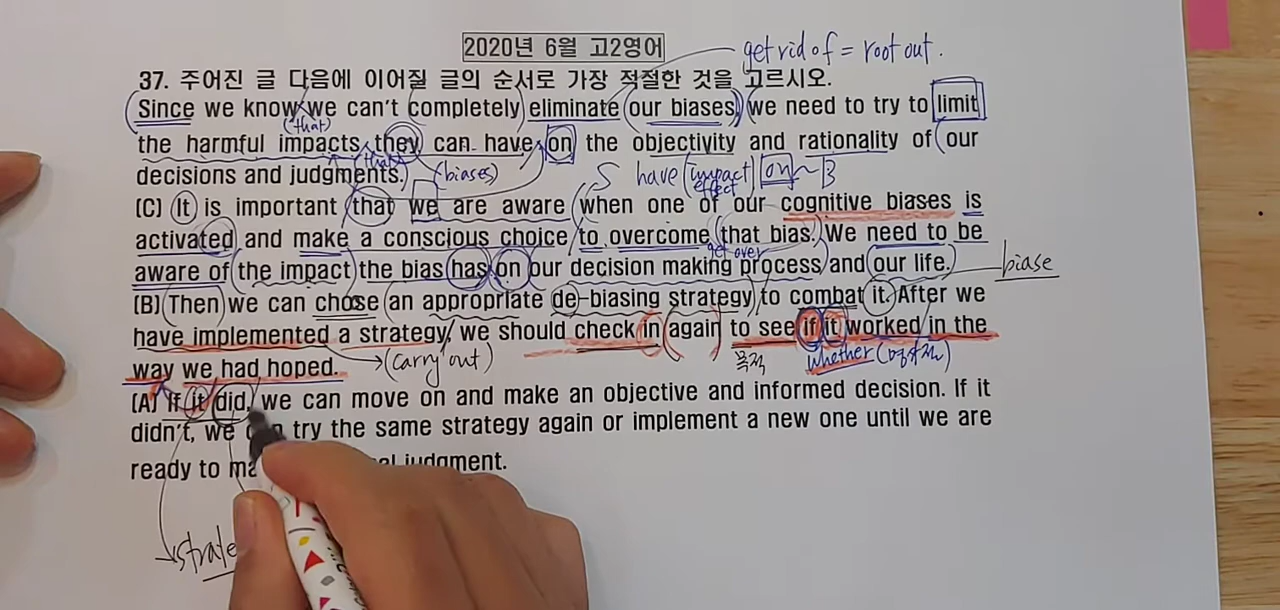 2020년 6월 고2영어
get rid of = root out.
37. 주어진 글 다음에 이어질 글의 순서로 가장 적절한 것을 고르시오.
Since we know we can't completely eliminate our biases, we need to try to limit
(that)
the harmful impacts they can have on the objectivity and rationality of our
(that)
decisions and judgments.
(biases)
S have (impact) on ~ B
effect
(C) It is important that we are aware when one of our cognitive biases is
activated and make a conscious choice to overcome that bias. We need to be
get over
aware of the impact the bias has on our decision making process and our life.
biase
(B) Then we can chose an appropriate de-biasing strategy to combat it. After we
have implemented a strategy, we should check in again to see if it worked in the
way we had hoped.
(carry out)
목적
whether
(A) If it did, we can move on and make an objective and informed decision. If it
didn't, we try the same strategy again or implement a new one until we are
ready to judgment.
strate